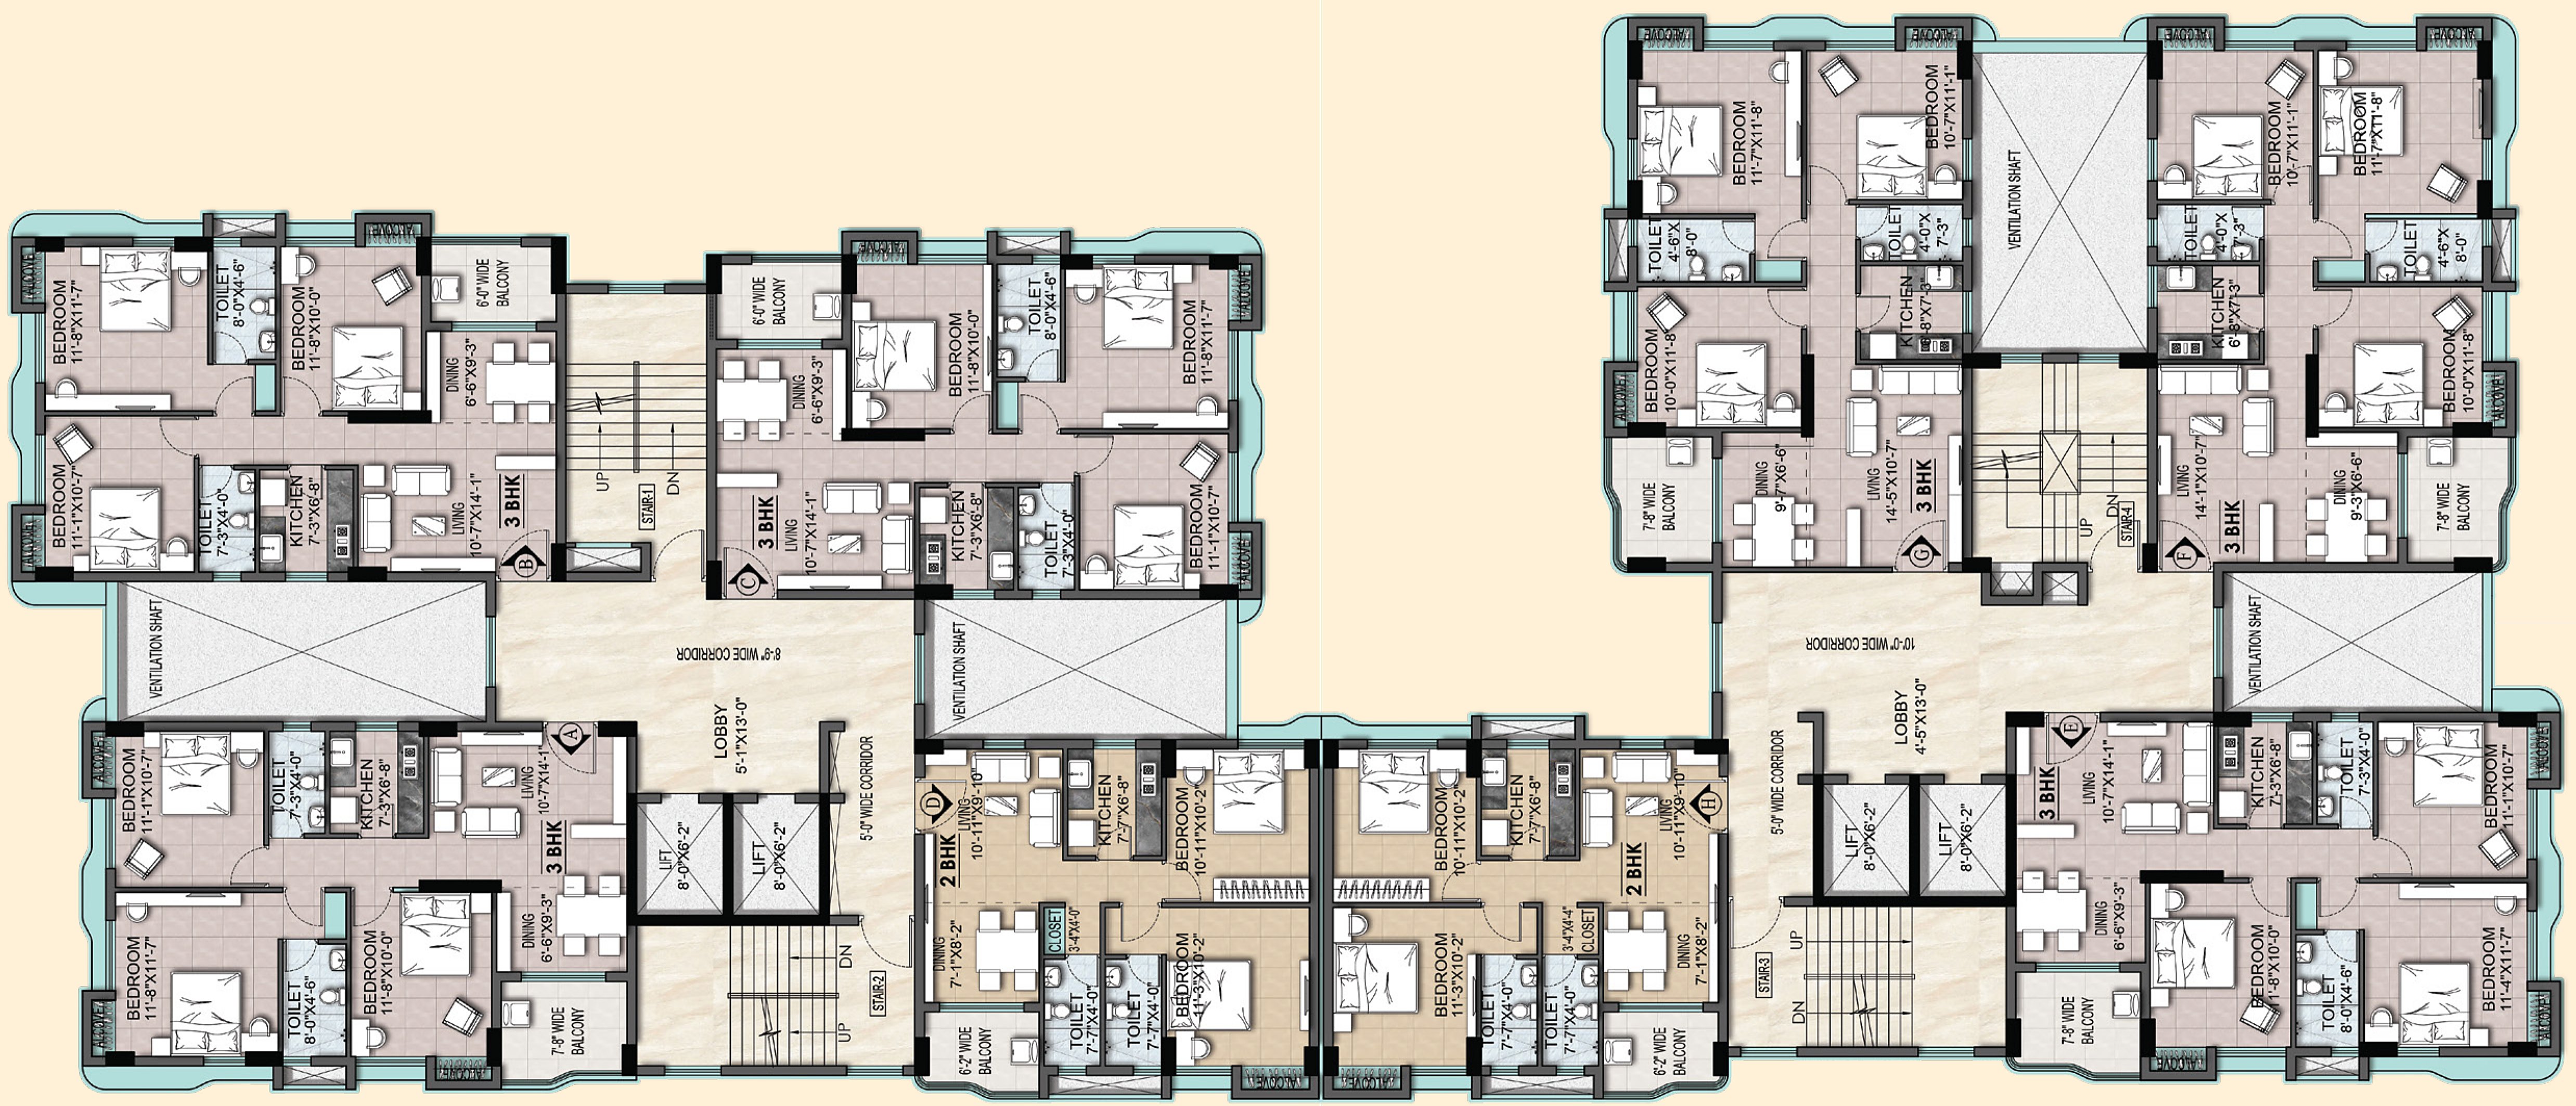 ALCOVE
BEDROOM
11'-8"X11'-7"
TOILET
8'-0"X4'-6"
BEDROOM
11'-8"X10'-0"
ALCOVE
6'-0" WIDE
BALCONY
DINING
6'-6"X9'-3"
BEDROOM
11'-1"X10'-7"
ALCOVE
TOILET
7'-3"X4'-0"
KITCHEN
7'-3"X6'-8"
LIVING
10'-7"X14'-1"
3 BHK
B
UP
DN
STAIR-1
6'-0" WIDE
BALCONY
ALCOVE
DINING
6'-6"X9'-3"
BEDROOM
11'-8"X10'-0"
TOILET
8'-0"X4'-6"
BEDROOM
11'-8"X11'-7"
ALCOVE
3 BHK
LIVING
10'-7"X14'-1"
C
KITCHEN
7'-3"X6'-8"
TOILET
7'-3"X4'-0"
BEDROOM
11'-1"X10'-7"
ALCOVE
VENTILATION SHAFT
8'-9" WIDE CORRIDOR
LOBBY
5'-1"X13'-0"
VENTILATION SHAFT
ALCOVE
BEDROOM
11'-1"X10'-7"
TOILET
7'-3"X4'-0"
KITCHEN
7'-3"X6'-8"
LIVING
10'-7"X14'-1"
A
3 BHK
ALCOVE
BEDROOM
11'-8"X11'-7"
TOILET
8'-0"X4'-6"
BEDROOM
11'-8"X10'-0"
ALCOVE
DINING
6'-6"X9'-3"
7'-8" WIDE
BALCONY
LIFT
8'-0"X6'-2"
LIFT
8'-0"X6'-2"
5'-0" WIDE CORRIDOR
DN
UP
STAIR-2
D
2 BHK
LIVING
10'-11"X9'-10"
KITCHEN
7'-7"X6'-8"
BEDROOM
10'-11"X10'-2"
DINING
7'-1"X8'-2"
CLOSET
3'-4"X4'-0"
TOILET
7'-7"X4'-0"
TOILET
7'-7"X4'-0"
BEDROOM
11'-3"X10'-2"
6'-2" WIDE
BALCONY
ALCOVE
BEDROOM
10'-11"X10'-2"
KITCHEN
7'-7"X6'-8"
LIVING
10'-11"X9'-10"
H
2 BHK
BEDROOM
11'-3"X10'-2"
ALCOVE
TOILET
7'-7"X4'-0"
TOILET
7'-7"X4'-0"
3'-4"X4'-4"
CLOSET
DINING
7'-1"X8'-2"
6'-2" WIDE
BALCONY
ALCOVE
BEDROOM
11'-7"X11'-8"
ALCOVE
BEDROOM
10'-7"X11'-1"
TOILET
4'-6"X
8'-0"
TOILET
4'-0"X
7'-3"
KITCHEN
6'-8"X7'-3"
BEDROOM
10'-0"X11'-8"
ALCOVE
7'-8" WIDE
BALCONY
DINING
9'-7"X6'-6"
LIVING
14'-5"X10'-7"
3 BHK
G
VENTILATION SHAFT
UP
DN
STAIR-4
ALCOVE
BEDROOM
10'-7"X11'-1"
ALCOVE
BEDROOM
11'-7"X11'-8"
TOILET
4'-0"X
7'-3"
TOILET
4'-6"X
8'-0"
KITCHEN
6'-8"X7'-3"
BEDROOM
10'-0"X11'-8"
ALCOVE
LIVING
14'-1"X10'-7"
3 BHK
F
DINING
9'-3"X6'-6"
7'-8" WIDE
BALCONY
10'-0" WIDE CORRIDOR
LOBBY
4'-5"X13'-0"
VENTILATION SHAFT
5'-0" WIDE CORRIDOR
LIFT
8'-0"X6'-2"
LIFT
8'-0"X6'-2"
STAIR-3
UP
DN
E
3 BHK
LIVING
10'-7"X14'-1"
KITCHEN
7'-3"X6'-8"
TOILET
7'-3"X4'-0"
BEDROOM
11'-1"X10'-7"
ALCOVE
DINING
6'-6"X9'-3"
7'-8" WIDE
BALCONY
BEDROOM
11'-8"X10'-0"
ALCOVE
TOILET
8'-0"X4'-6"
BEDROOM
11'-4"X11'-7"
ALCOVE